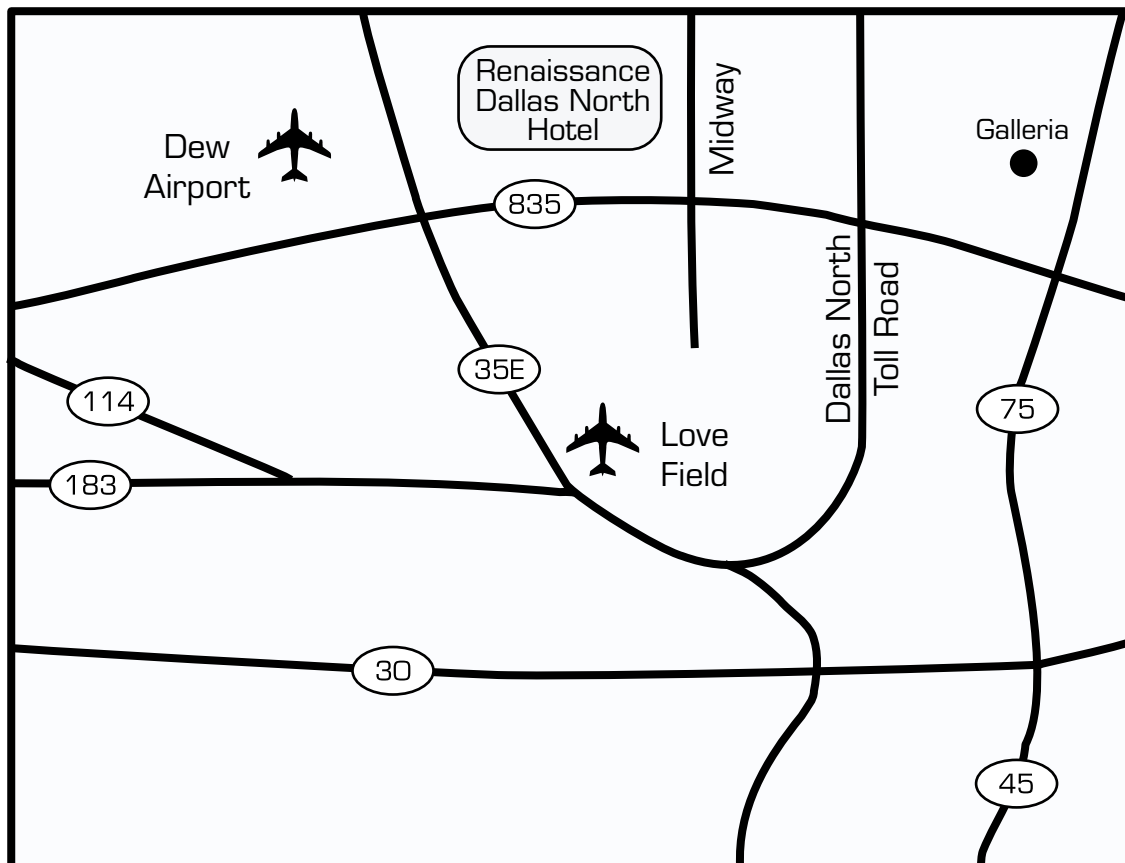 Renaissance
Dallas North
Hotel
Midway
Galleria
Dew
Airport
835
Dallas North
Toll Road
35E
114
75
Love
Field
183
30
45